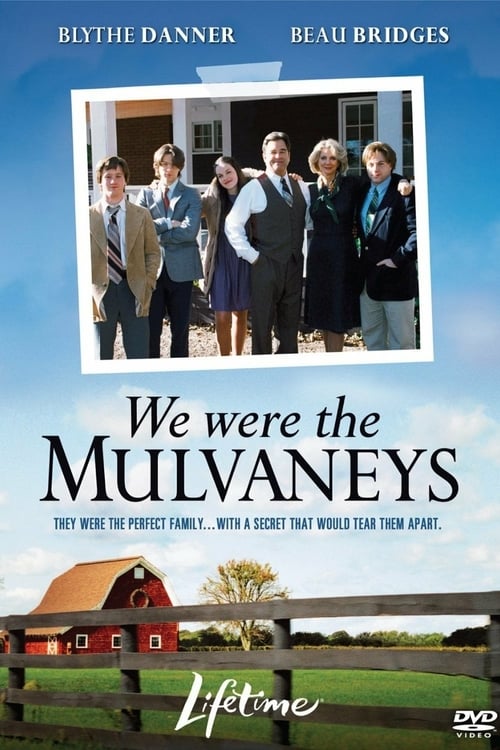 BLYTHE DANNER BEAU BRIDGES
We were the
MULVANEYS
THEY WERE THE PERFECT FAMILY...WITH A SECRET THAT WOULD TEAR THEM APART.
Lifetime
DVD
VIDEO